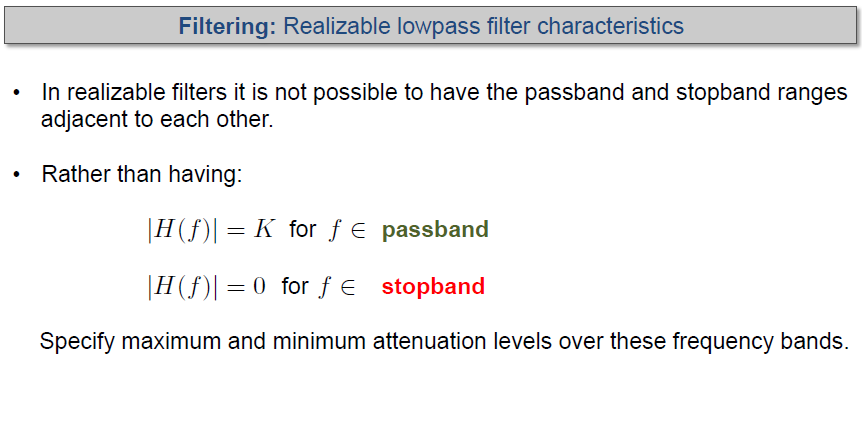 Filtering: Realizable lowpass filter characteristics
• In realizable filters it is not possible to have the passband and stopband ranges
adjacent to each other.
• Rather than having:
|H(f)| = K for f ∈ passband
|H(f)| = 0 for f ∈ stopband
Specify maximum and minimum attenuation levels over these frequency bands.